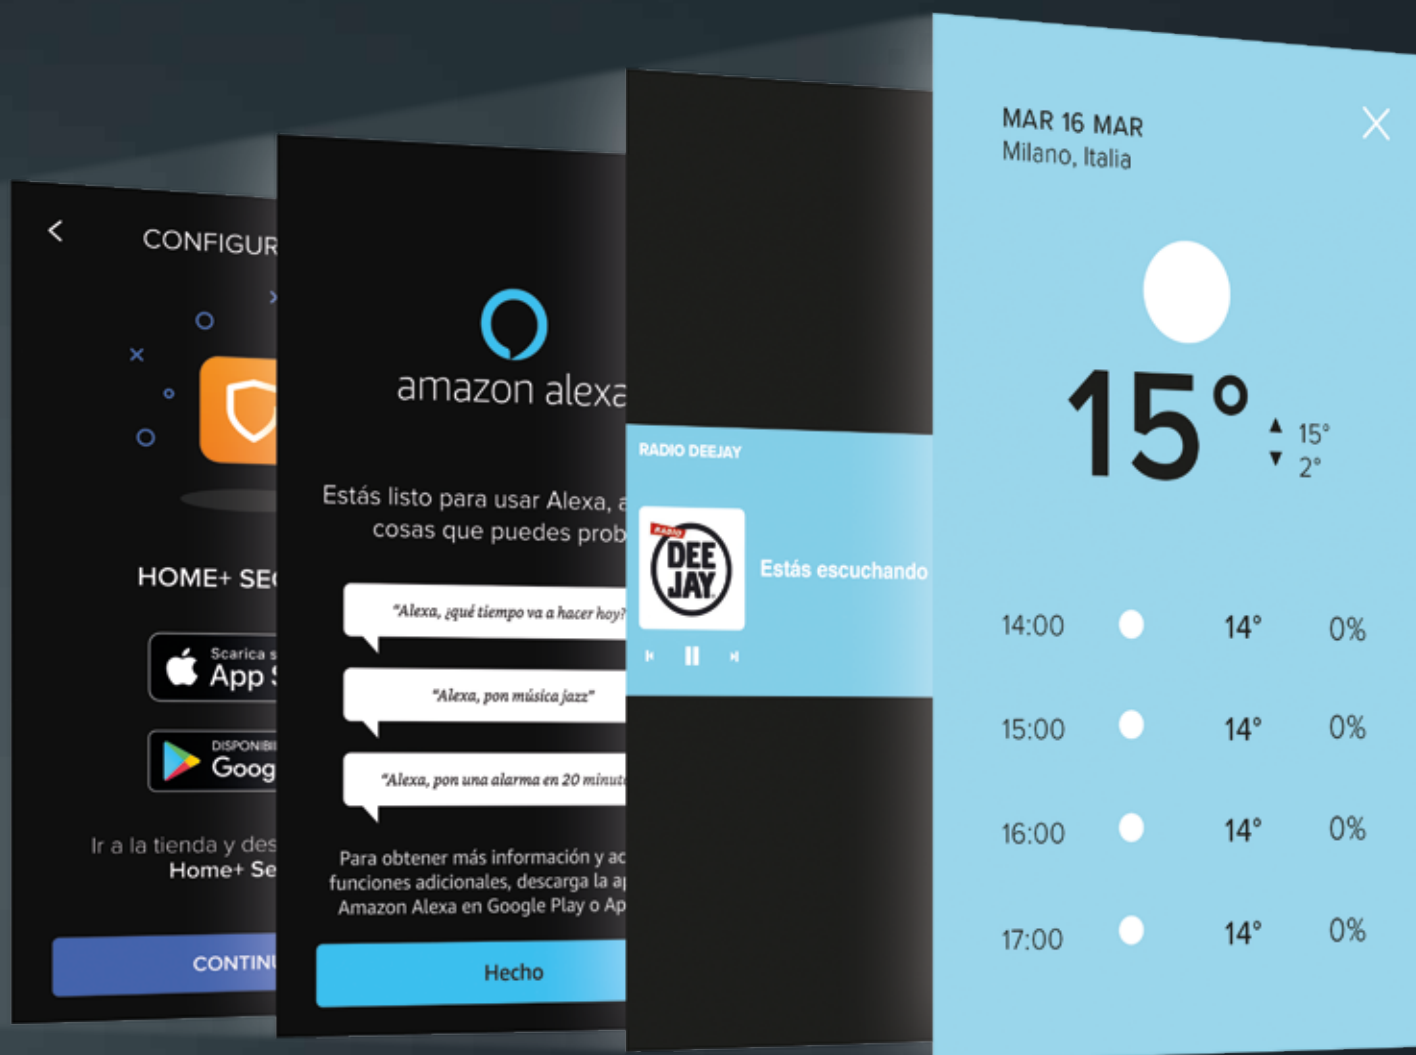 CONFIGUR
HOME+ SE
Scarica s
App S
DISPONIBI
Goog
Ir a la tienda y des
Home+ Se
CONTINU
amazon alexa
Estás listo para usar Alexa, a
cosas que puedes prob
“Alexa, ¿qué tiempo va a hacer hoy?
“Alexa, pon música jazz”
“Alexa, pon una alarma en 20 minut
Para obtener más información y ac
funciones adicionales, descarga la ap
Amazon Alexa en Google Play o Ap
Hecho
RADIO DEEJAY
RADIO
DEE
JAY
Estás escuchando
MAR 16 MAR
Milano, Italia
15°
15°
2°
14:00 14° 0%
15:00 14° 0%
16:00 14° 0%
17:00 14° 0%